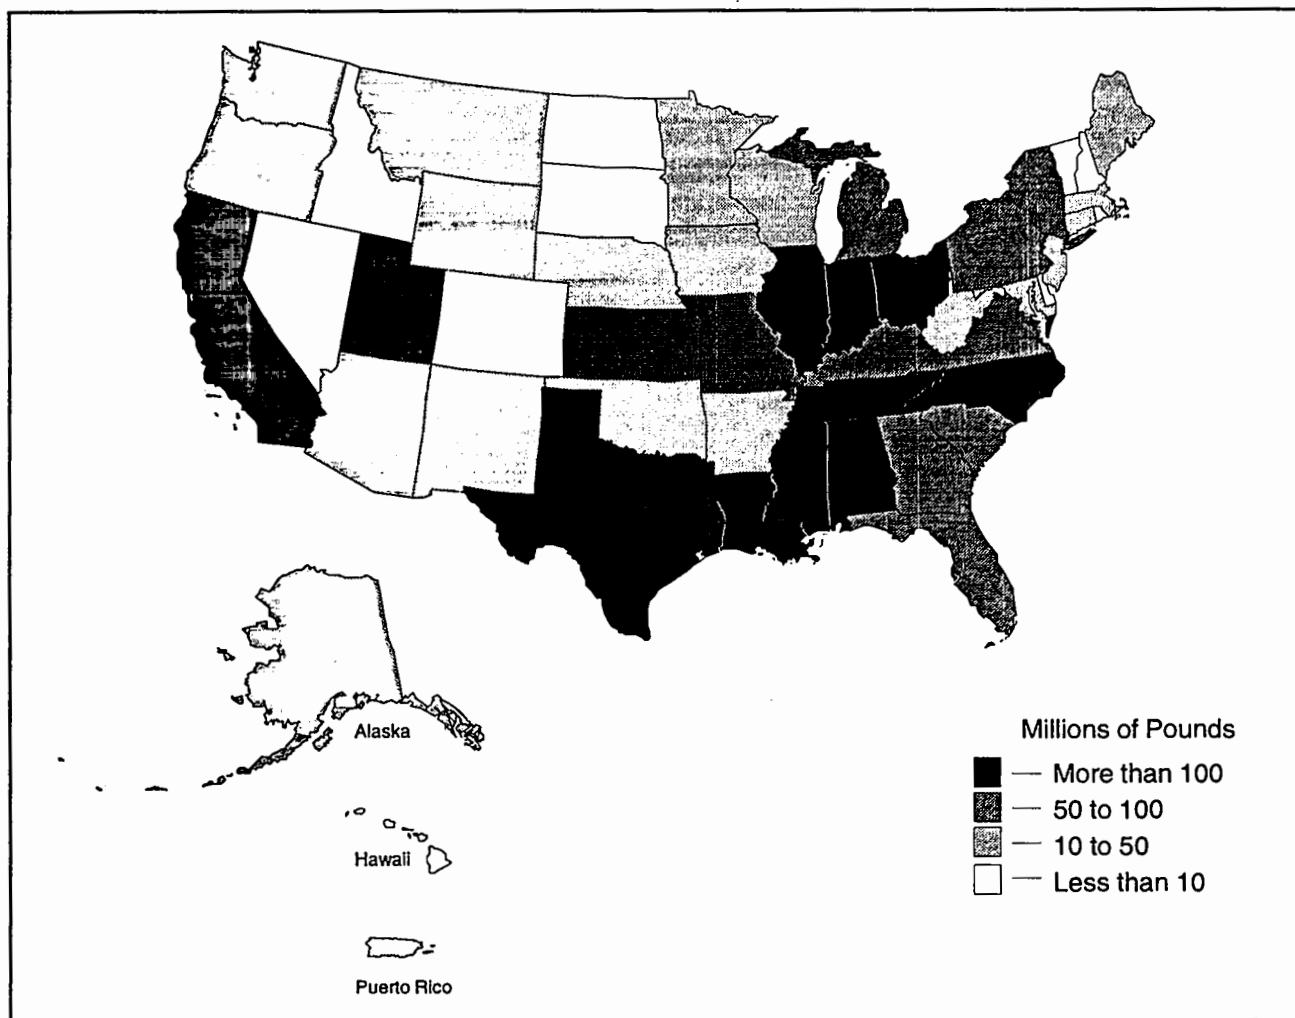 Alaska
Hawaii
Puerto Rico
Millions of Pounds
More than 100
50 to 100
10 to 50
Less than 10